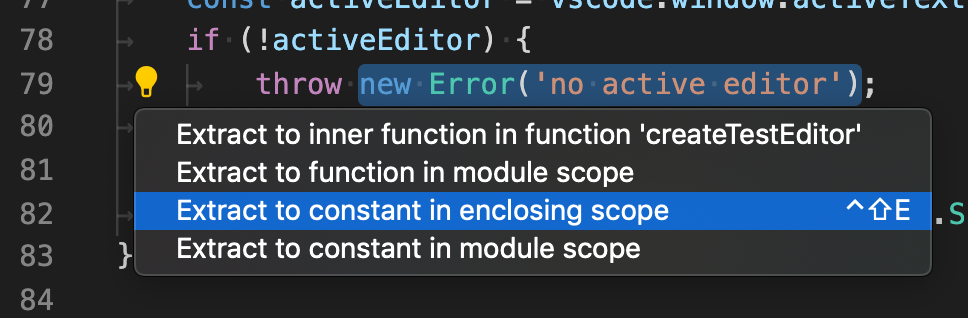 77 const activeEditor = vscode.window.
78 if (!activeEditor) {
79 throw new Error('no active editor');
80 Extract to inner function in function 'createTestEditor'
81 Extract to function in module scope
82 Extract to constant in enclosing scope ^⇧E .S
83 } Extract to constant in module scope
84